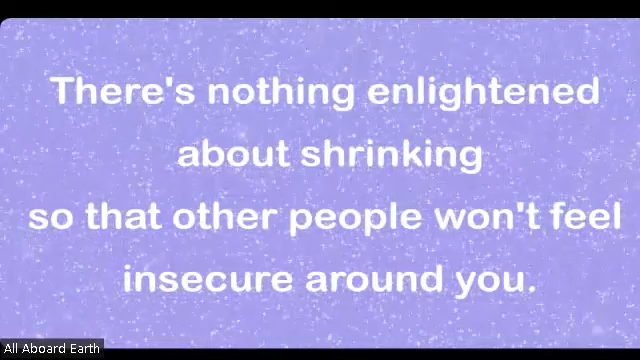 There's nothing enlightened
about shrinking
so that other people won't feel
insecure around you.
All Aboard Earth